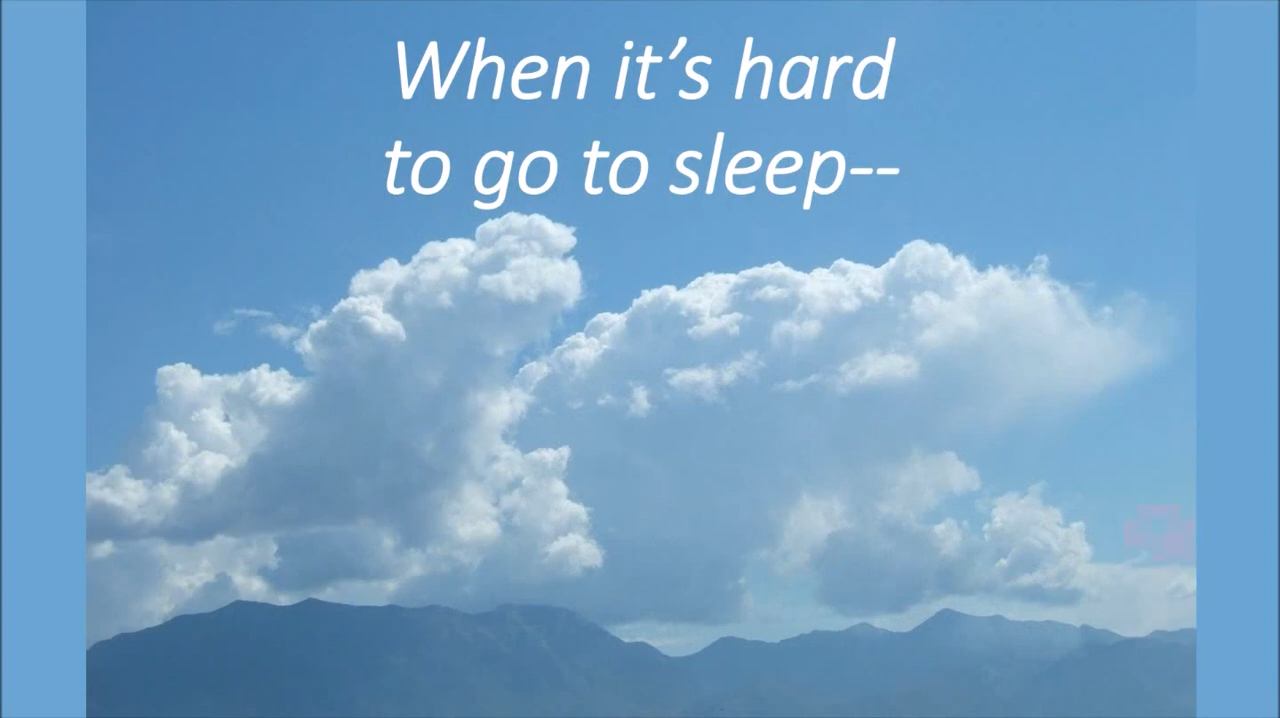 When it’s hard
to go to sleep--